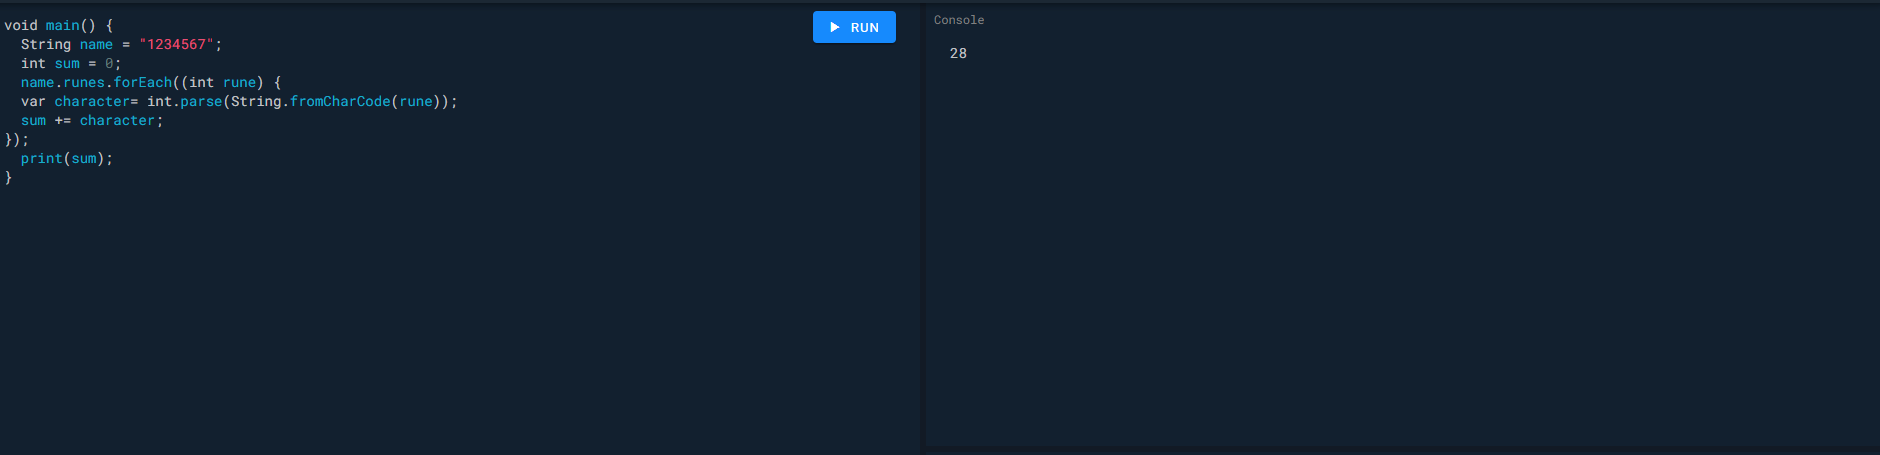 void main() {
  String name = "1234567";
  int sum = 0;
  name.runes.forEach((int rune) {
  var character= int.parse(String.fromCharCode(rune));
  sum += character;
});
  print(sum);
}
RUN
Console
28